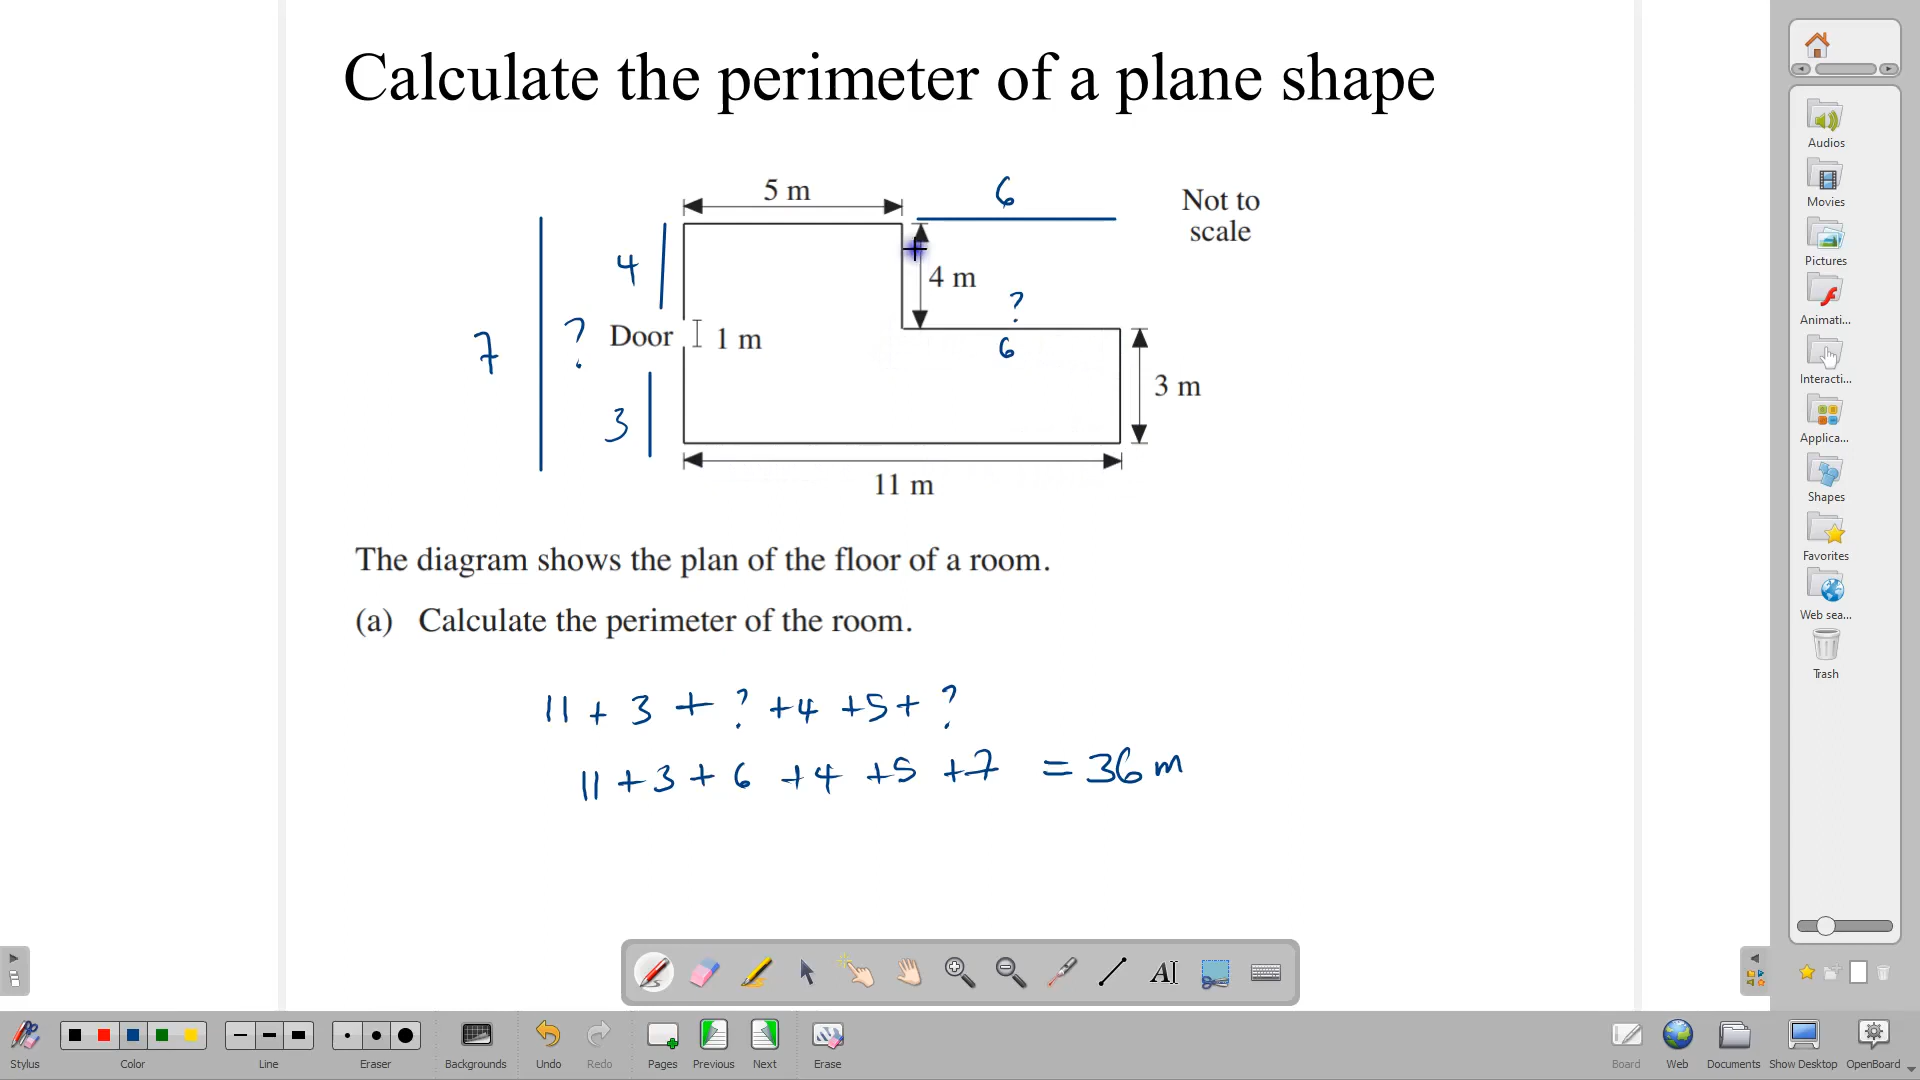 Calculate the perimeter of a plane shape
5 m
6
Not to
scale
4
4 m
?
7
?
Door
1 m
6
3 m
3
11 m
The diagram shows the plan of the floor of a room.
(a) Calculate the perimeter of the room.
11 + 3 + ? + 4 + 5 + ?
11 + 3 + 6 + 4 + 5 + 7 = 36 m
Audios
Movies
Pictures
Animati...
Interacti...
Applica...
Shapes
Favorites
Web sea...
Trash
AI
Stylus
Color
Line
Eraser
Backgrounds
Undo
Redo
Pages
Previous
Next
Erase
Board
Web
Documents
Show Desktop
OpenBoard